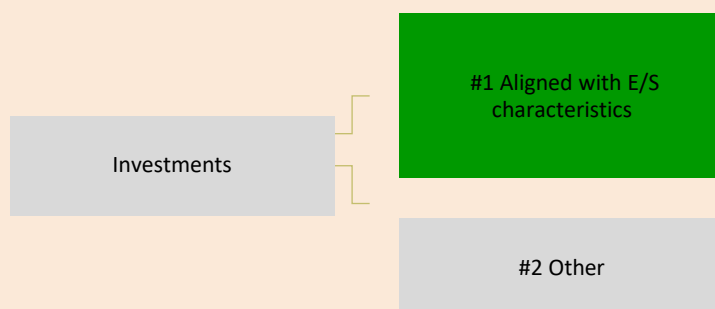 #1 Aligned with E/S
characteristics
Investments
#2 Other